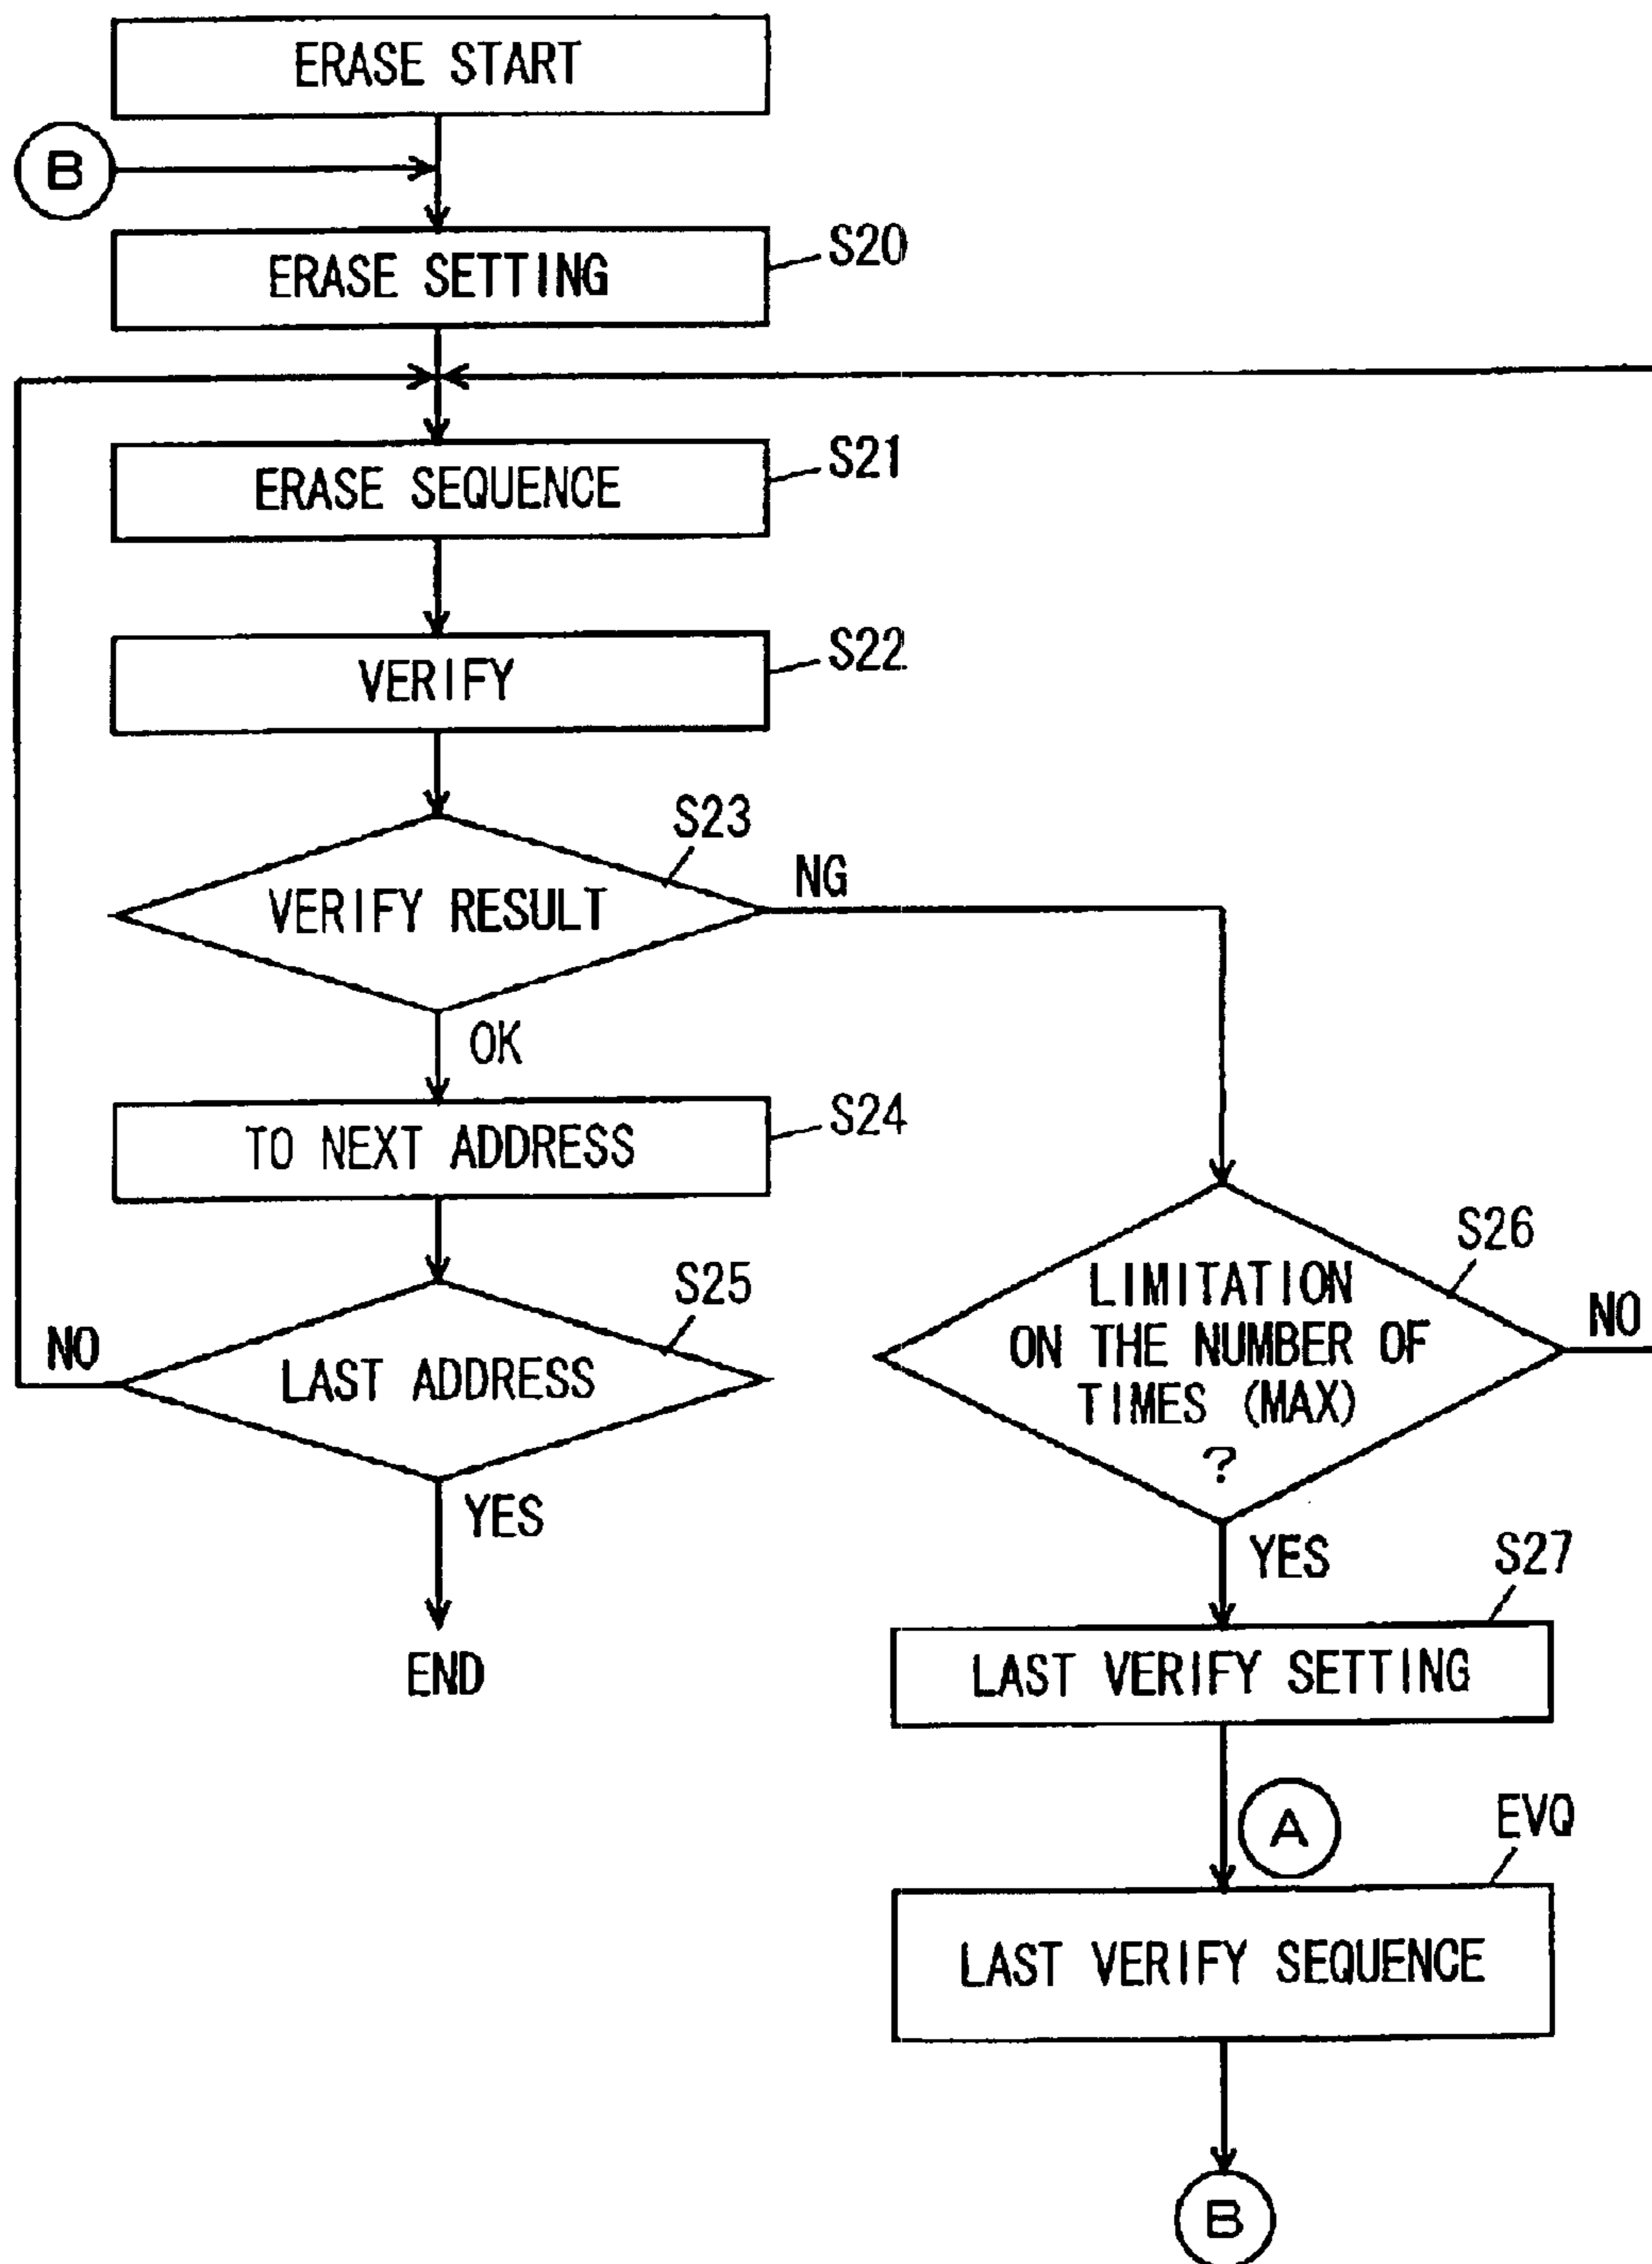 ERASE START
B
ERASE SETTING
S20
ERASE SEQUENCE
S21
VERIFY
S22
S23
VERIFY RESULT
NG
OK
TO NEXT ADDRESS
S24
S25
NO
LAST ADDRESS
YES
END
S26
LIMITATION
ON THE NUMBER OF
TIMES (MAX)
?
NO
YES
S27
LAST VERIFY SETTING
A
EVQ
LAST VERIFY SEQUENCE
B